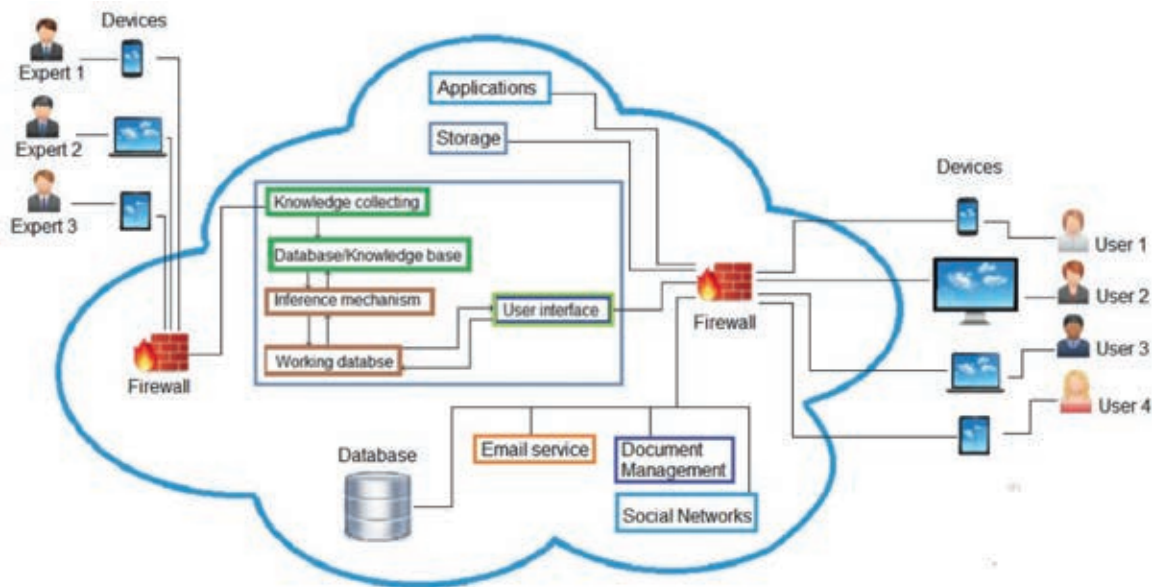 Devices
Expert 1
Expert 2
Expert 3
Applications
Storage
Knowledge collecting
Database/Knowledge base
Inference mechanism
Working databse
User interface
Firewall
Firewall
Devices
User 1
User 2
User 3
User 4
Database
Email service
Document
Management
Social Networks